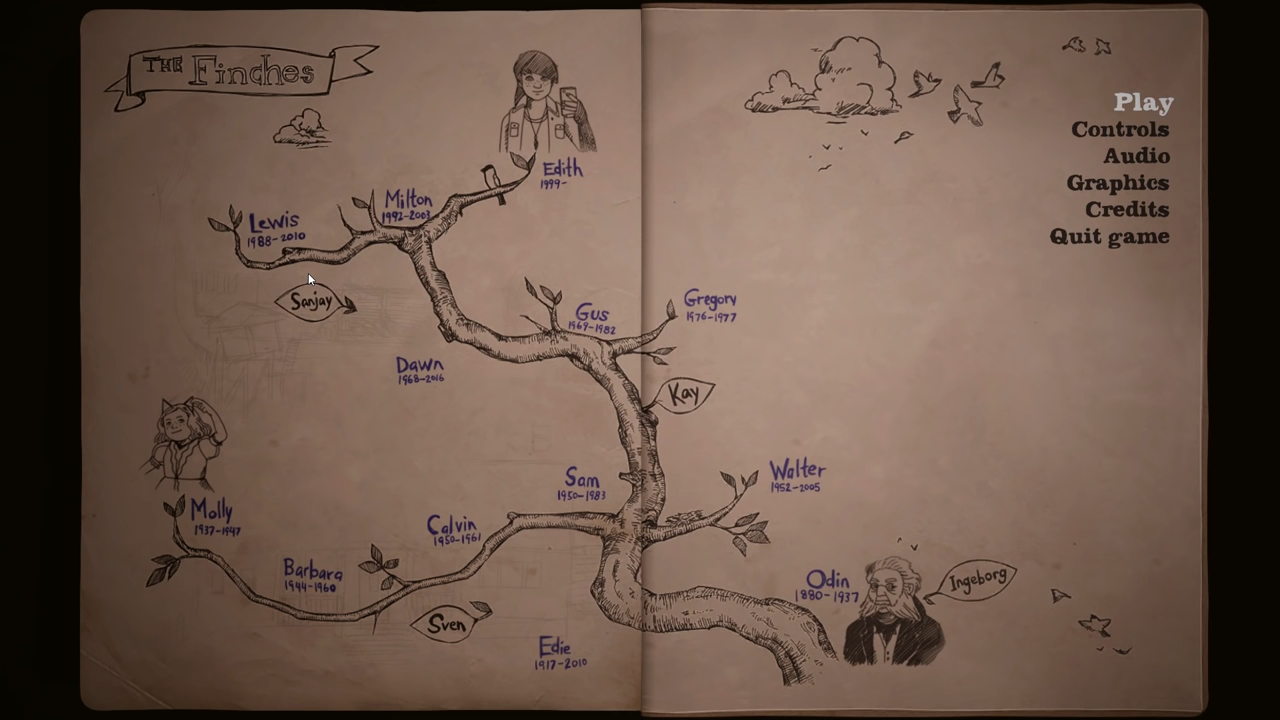 THE Finches
Play
Controls
Audio
Graphics
Credits
Quit game
Edith
1999-
Milton
1992-2003
Lewis
1988-2010
Sanjay
Gus
1969-1982
Gregory
1976-1977
Dawn
1968-2016
Kay
Sam
1950-1983
Walter
1952-2005
Molly
1937-1947
Calvin
1950-1961
Barbara
1944-1960
Sven
Odin
1880-1937
Ingeborg
Edie
1917-2010